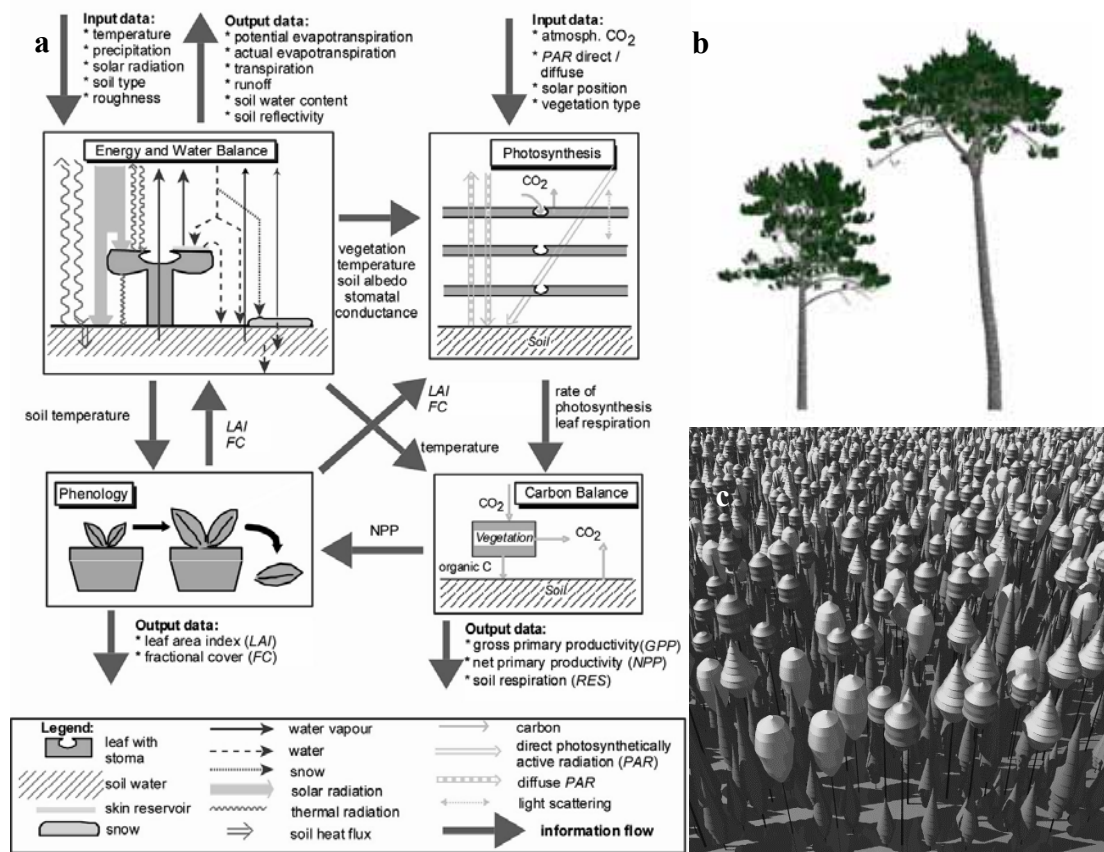 a
Input data:
* temperature
* precipitation
* solar radiation
* soil type
* roughness
Output data:
* potential evapotranspiration
* actual evapotranspiration
* transpiration
* runoff
* soil water content
* soil reflectivity
Input data:
* atmosph. CO2
* PAR direct /
diffuse
* solar position
* vegetation type
Energy and Water Balance
vegetation
temperature
soil albedo
stomatal
conductance
Photosynthesis
CO2
Soil
soil temperature
LAI
FC
LAI
FC
temperature
rate of
photosynthesis
leaf respiration
Phenology
NPP
Carbon Balance
CO2
Vegetation
CO2
organic C
Soil
Output data:
* leaf area index (LAI)
* fractional cover (FC)
Output data:
* gross primary productivity(GPP)
* net primary productivity (NPP)
* soil respiration (RES)
Legend:
leaf with
stoma
soil water
skin reservoir
snow
water vapour
water
snow
solar radiation
thermal radiation
soil heat flux
carbon
direct photosynthetically
active radiation (PAR)
diffuse PAR
light scattering
information flow
b
c